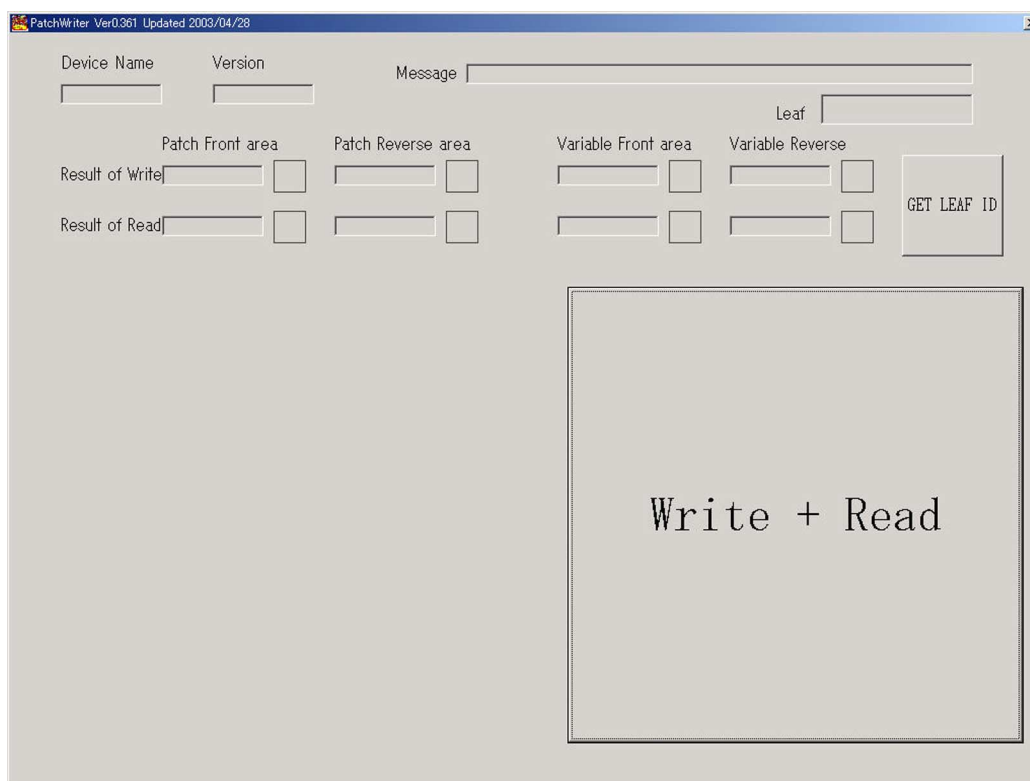 PatchWriter Ver0.361 Updated 2003/04/28
Device Name Version
Message
Leaf
Patch Front area Patch Reverse area Variable Front area Variable Reverse
Result of Write
GET LEAF ID
Result of Read
Write + Read